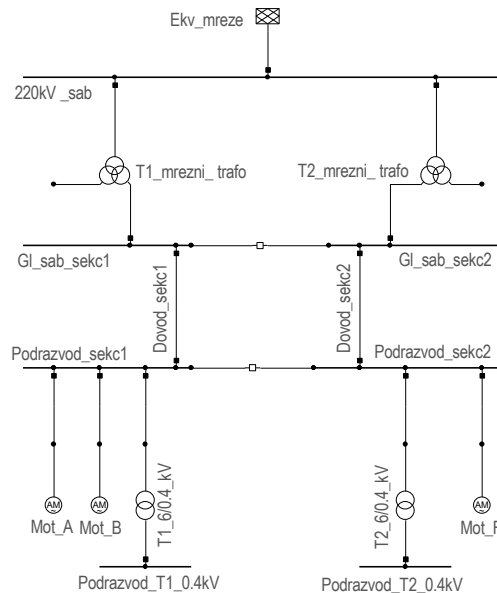 Ekv_mreze
220kV _sab
T1_mrezni_ trafo
T2_mrezni_ trafo
Gl_sab_sekc1
Gl_sab_sekc2
Dovod_sekc1
Dovod_sekc2
Podrazvod_sekc1
Podrazvod_sekc2
T1_6/0.4_kV
T2_6/0.4_kV
AM
AM
AM
Mot_A
Mot_B
Mot_F
Podrazvod_T1_0.4kV
Podrazvod_T2_0.4kV